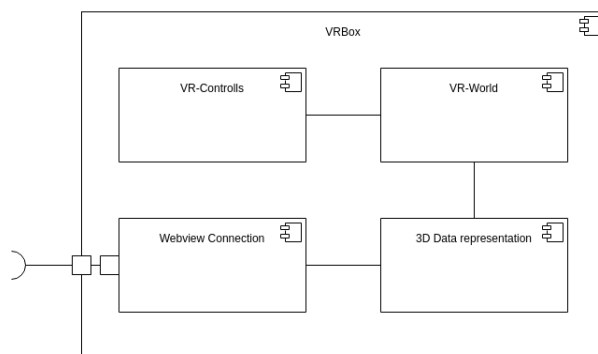 VRBox
VR-Controlls
VR-World
Webview Connection
3D Data representation